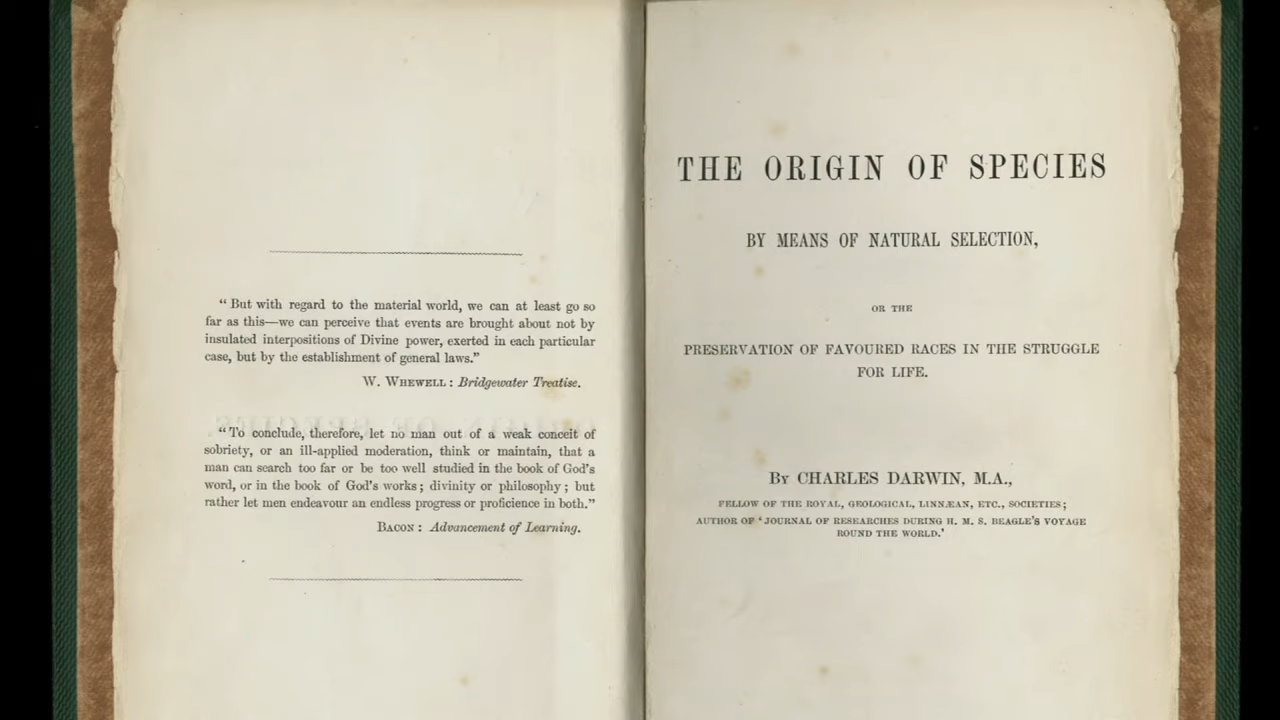 “But with regard to the material world, we can at least go so
far as this—we can perceive that events are brought about not by
insulated interpositions of Divine power, exerted in each particular
case, but by the establishment of general laws.”
W. Whewell: Bridgewater Treatise.
“To conclude, therefore, let no man out of a weak conceit of
sobriety, or an ill-applied moderation, think or maintain, that a
man can search too far or be too well studied in the book of God’s
word, or in the book of God’s works; divinity or philosophy; but
rather let men endeavour an endless progress or proficience in both.”
Bacon: Advancement of Learning.
THE ORIGIN OF SPECIES
BY MEANS OF NATURAL SELECTION,
OR THE
PRESERVATION OF FAVOURED RACES IN THE STRUGGLE
FOR LIFE.
By CHARLES DARWIN, M.A.,
FELLOW OF THE ROYAL, GEOLOGICAL, LINNÆAN, ETC., SOCIETIES;
AUTHOR OF ‘JOURNAL OF RESEARCHES DURING H. M. S. BEAGLE’S VOYAGE
ROUND THE WORLD.’